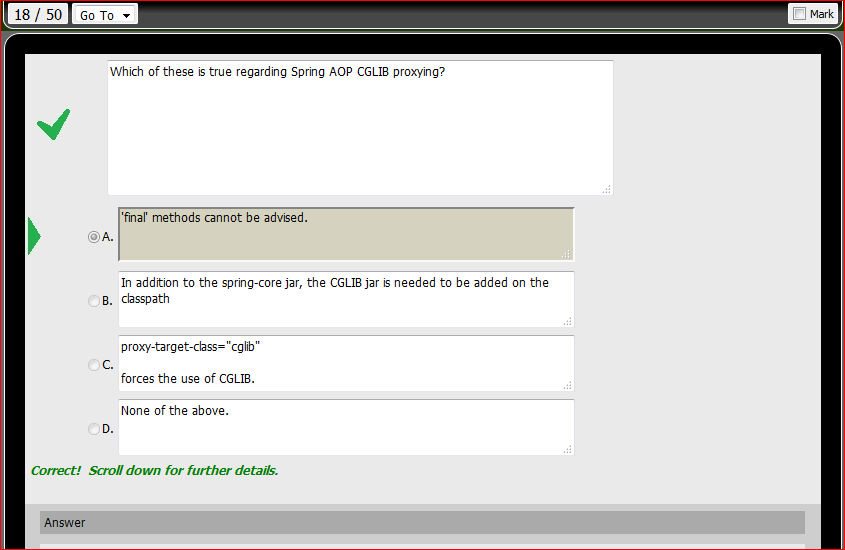 18 / 50 Go To Mark
Which of these is true regarding Spring AOP CGLIB proxying?
A. 'final' methods cannot be advised.
B. In addition to the spring-core jar, the CGLIB jar is needed to be added on the
classpath
C. proxy-target-class="cglib"
forces the use of CGLIB.
D. None of the above.
Correct! Scroll down for further details.
Answer